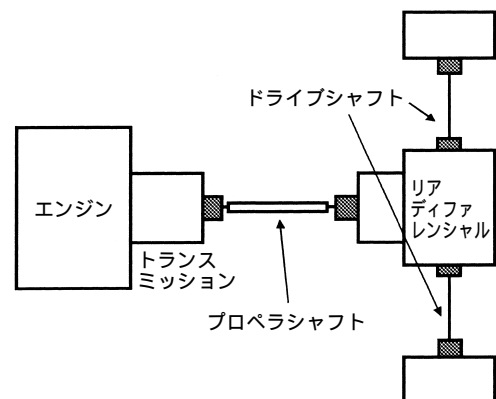 ドライブシャフト
エンジン
リア
ディファ
レンシャル
トランス
ミッション
プロペラシャフト